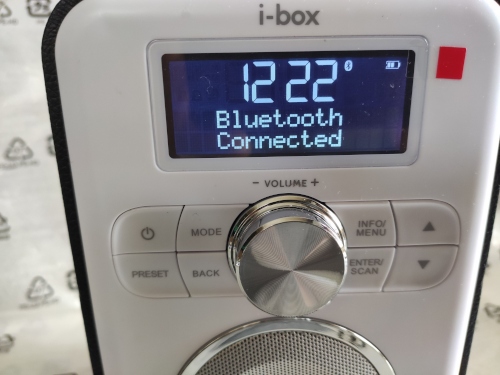 i-box
12 22
Bluetooth
Connected
- VOLUME +
MODE
INFO/
MENU
PRESET
BACK
ENTER/
SCAN